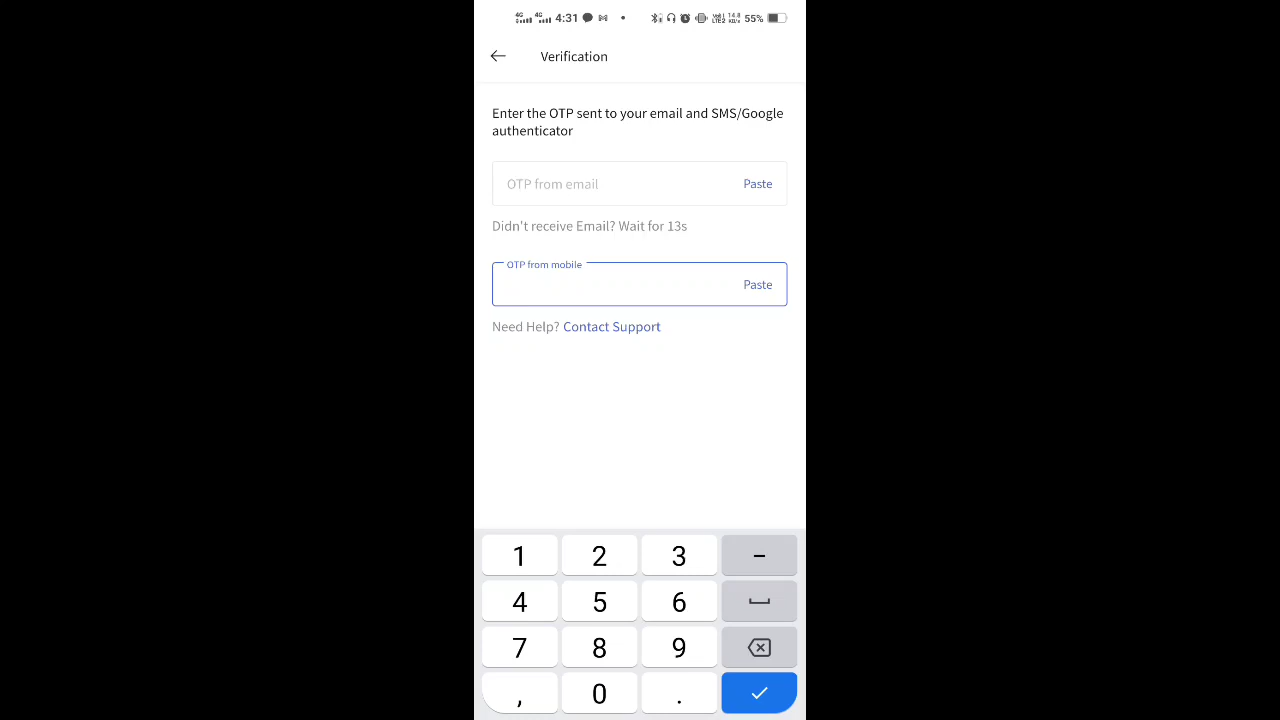 4G 4G 4:31 55%
Verification
Enter the OTP sent to your email and SMS/Google
authenticator
OTP from email Paste
Didn't receive Email? Wait for 13s
OTP from mobile
Paste
Need Help? Contact Support
1 2 3 –
4 5 6
7 8 9
, 0 .